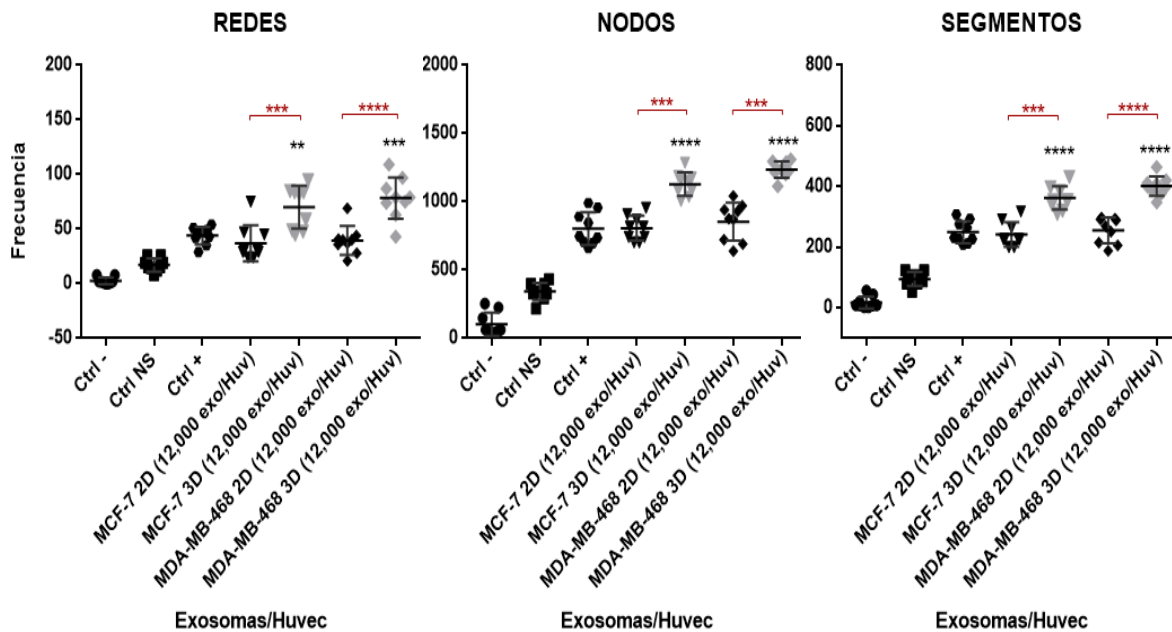 REDES
Frecuencia
200
150
100
50
0
-50
***
****
**
***
Ctrl -
Ctrl NS
Ctrl +
MCF-7 2D (12,000 exo/Huv)
MCF-7 3D (12,000 exo/Huv)
MDA-MB-468 2D (12,000 exo/Huv)
MDA-MB-468 3D (12,000 exo/Huv)
Exosomas/Huvec
NODOS
2000
1500
1000
500
0
***
***
****
****
Ctrl -
Ctrl NS
Ctrl +
MCF-7 2D (12,000 exo/Huv)
MCF-7 3D (12,000 exo/Huv)
MDA-MB-468 2D (12,000 exo/Huv)
MDA-MB-468 3D (12,000 exo/Huv)
Exosomas/Huvec
SEGMENTOS
800
600
400
200
0
***
****
****
****
Ctrl -
Ctrl NS
Ctrl +
MCF-7 2D (12,000 exo/Huv)
MCF-7 3D (12,000 exo/Huv)
MDA-MB-468 2D (12,000 exo/Huv)
MDA-MB-468 3D (12,000 exo/Huv)
Exosomas/Huvec